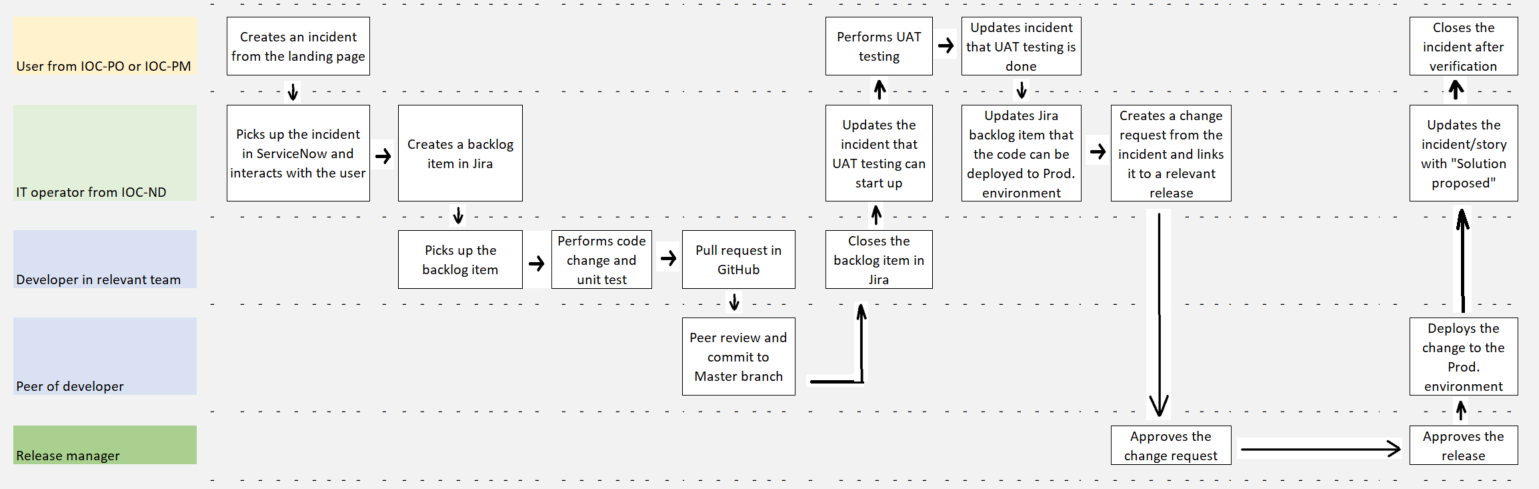 User from IOC-PO or IOC-PM
Creates an incident
from the landing page
Performs UAT
testing
Updates incident
that UAT testing is
done
Closes the
incident after
verification
IT operator from IOC-ND
Picks up the incident
in ServiceNow and
interacts with the user
Creates a backlog
item in Jira
Updates the
incident that
UAT testing can
start up
Updates Jira
backlog item that
the code can be
deployed to Prod.
environment
Creates a change
request from the
incident and links
it to a relevant
release
Updates the
incident/story
with "Solution
proposed"
Developer in relevant team
Picks up the
backlog item
Performs code
change and
unit test
Pull request in
GitHub
Closes the
backlog item in
Jira
Peer of developer
Peer review and
commit to
Master branch
Deploys the
change to the
Prod.
environment
Release manager
Approves the
change request
Approves the
release